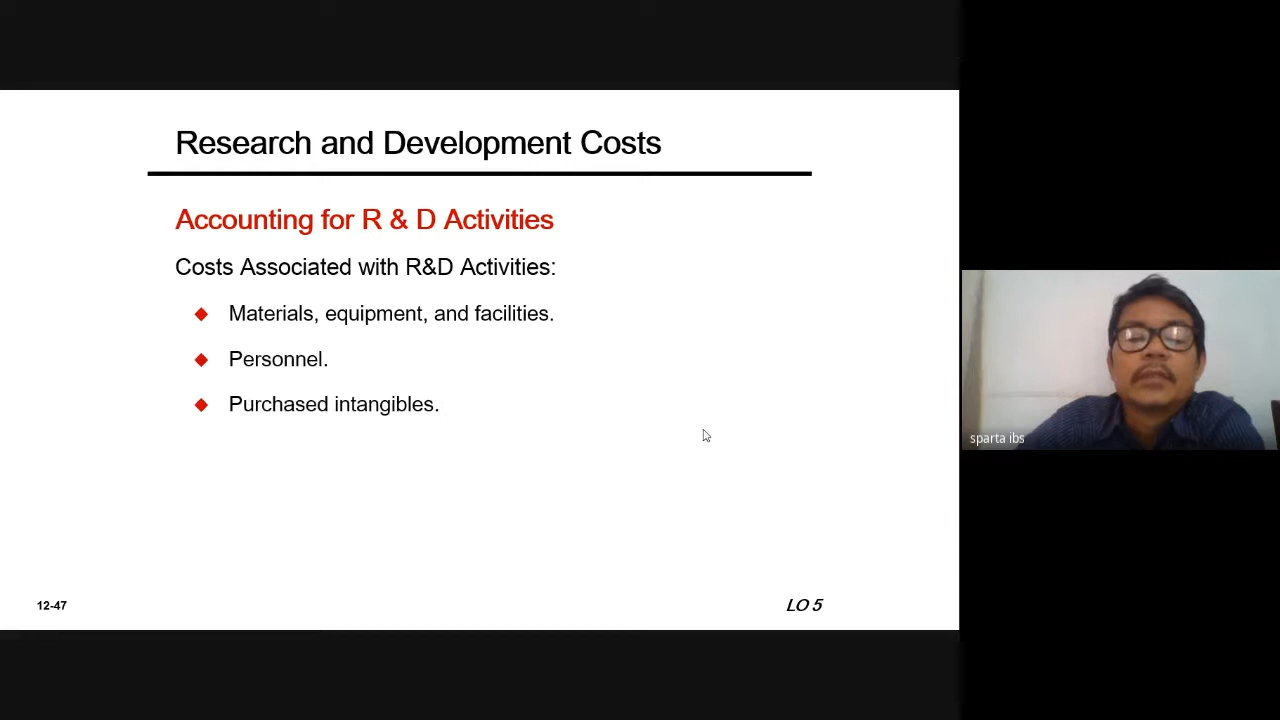 Research and Development Costs
Accounting for R & D Activities
Costs Associated with R&D Activities:
Materials, equipment, and facilities.
Personnel.
Purchased intangibles.
sparta ibs
12-47
LO 5